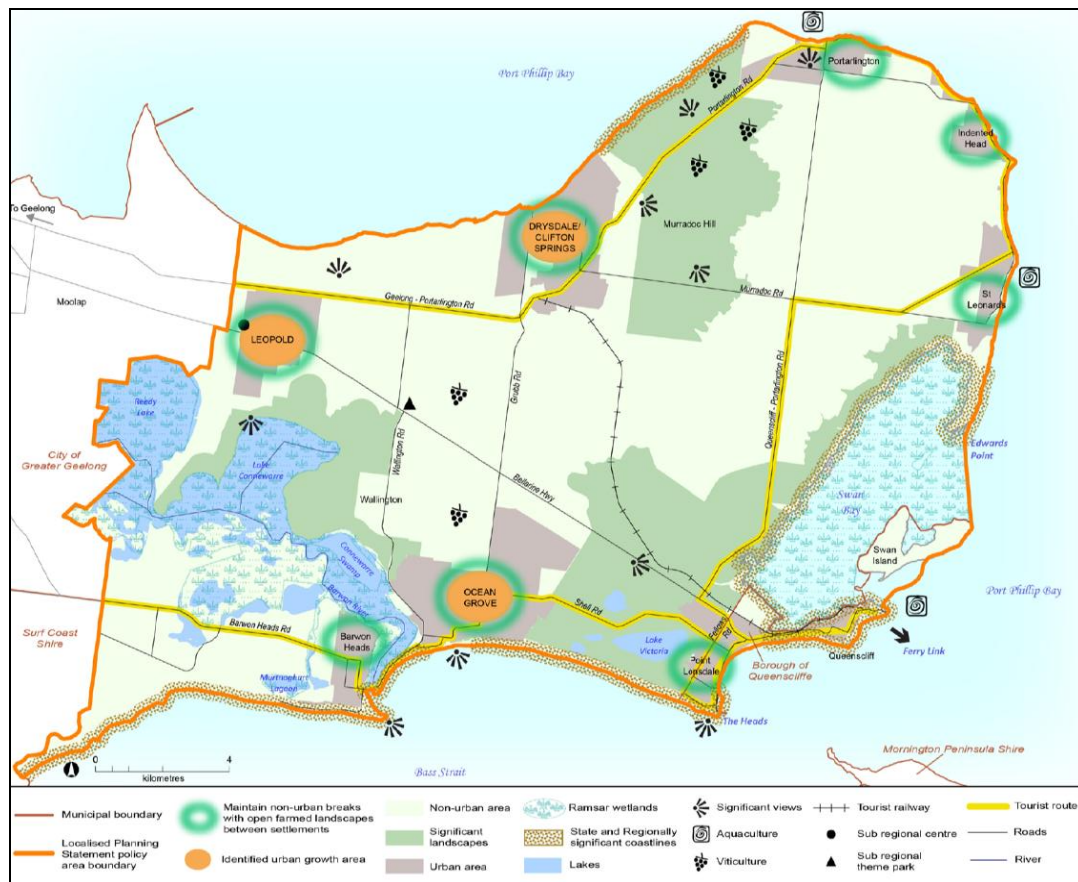 Port Phillip Bay
Portarlington
Portarlington Rd
Indented
Head
To Geelong
DRYSDALE/
CLIFTON
SPRINGS
Murradoc Hill
Moolap
Geelong - Portarlington Rd
Murradoc Rd
St
Leonards
LEOPOLD
Grubb Rd
Queenscliff - Portarlington Rd
Reedy
Lake
Wallington Rd
City of
Greater Geelong
Lake
Connewarre
Edwards
Point
Bellarine Hwy
Wallington
Swan
Bay
Connewarre
Swamp
Swan
Island
Barwon River
OCEAN
GROVE
Port Phillip Bay
Surf Coast
Shire
Barwon Heads Rd
Shell Rd
Barwon
Heads
Fellows
Rd
Lake
Victoria
Ferry Link
Queenscliff
Point
Lonsdale
Borough of
Queenscliffe
Murtnaghurt
Lagoon
The Heads
0 4
kilometres
Bass Strait
Mornington Peninsula Shire
Municipal boundary
Localised Planning
Statement policy
area boundary
Maintain non-urban breaks
with open farmed landscapes
between settlements
Identified urban growth area
Non-urban area
Significant
landscapes
Urban area
Ramsar wetlands
State and Regionally
significant coastlines
Lakes
Significant views
Aquaculture
Viticulture
Tourist railway
Sub regional centre
Sub regional
theme park
Tourist route
Roads
River